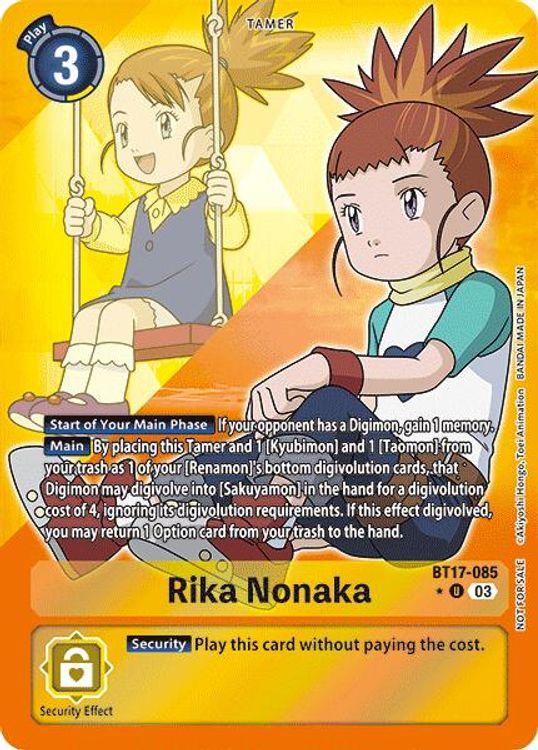 TAMER
Play
3
Start of Your Main Phase If your opponent has a Digimon, gain 1 memory.
Main By placing this Tamer and 1 [Kyubimon] and 1 [Taomon] from
your trash as 1 of your [Renamon]'s bottom digivolution cards, that
Digimon may digivolve into [Sakuyamon] in the hand for a digivolution
cost of 4, ignoring its digivolution requirements. If this effect digivolved,
you may return 1 Option card from your trash to the hand.
Rika Nonaka
BT17-085
★ U 03
Security Play this card without paying the cost.
Security Effect
NOT FOR SALE ©Akiyoshi Hongo, Toei Animation BANDAI MADE IN JAPAN